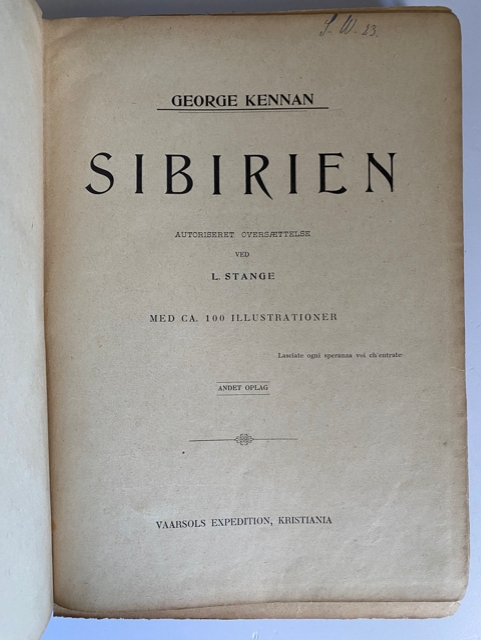 S. W. 23.
GEORGE KENNAN
SIBIRIEN
AUTORISERET OVERSÆTTELSE
VED
L. STANGE
MED CA. 100 ILLUSTRATIONER
Lasciate ogni speranza voi ch'entrate
ANDET OPLAG
VAARSOLS EXPEDITION, KRISTIANIA